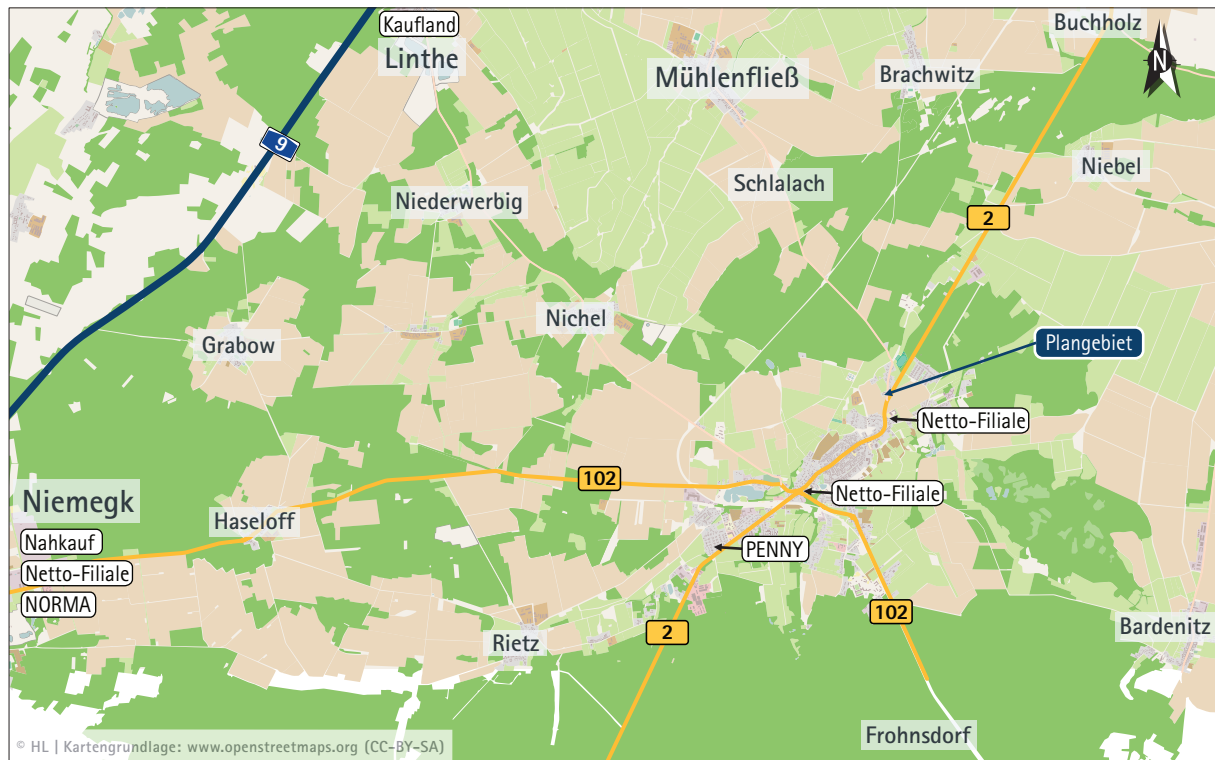 Kaufland
Linthe
Mühlenfließ
Buchholz
N
Brachwitz
9
Niebel
Schlalach
Niederwerbig
2
Nichel
Grabow
Plangebiet
Netto-Filiale
102
Netto-Filiale
Niemegk
Haseloff
Nahkauf
PENNY
Netto-Filiale
NORMA
102
Bardenitz
2
Rietz
Frohnsdorf
© HL | Kartengrundlage: www.openstreetmaps.org (CC-BY-SA)